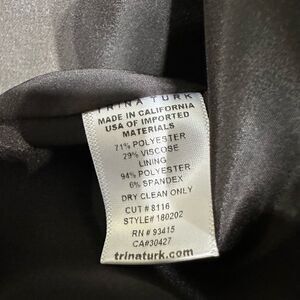 TRINA TURK
MADE IN CALIFORNIA
USA OF IMPORTED
MATERIALS
71% POLYESTER
29% VISCOSE
LINING
94% POLYESTER
6% SPANDEX
DRY CLEAN ONLY
CUT # 8116
STYLE# 180202
RN # 93415
CA#30427
trinaturk.com